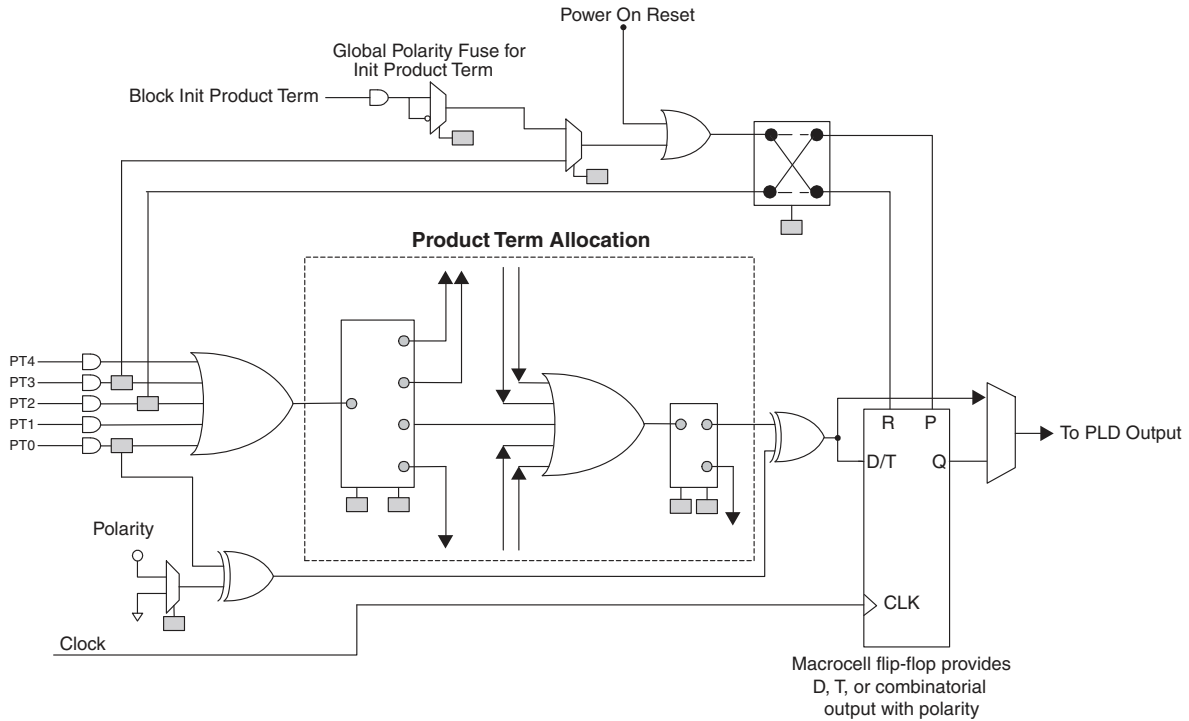 Power On Reset
Global Polarity Fuse for
Init Product Term
Block Init Product Term
Product Term Allocation
PT4
PT3
PT2
PT1
PT0
R
P
D/T
Q
To PLD Output
Polarity
CLK
Clock
Macrocell flip-flop provides
D, T, or combinatorial
output with polarity